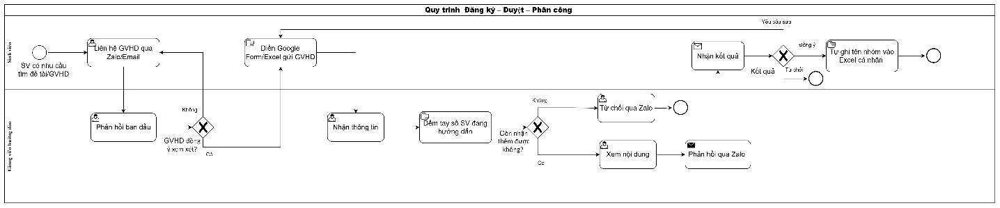 Quy trình Đăng ký – Duyệt – Phân công
Sinh viên
SV có nhu cầu
tìm đề tài/GVHD
Liên hệ GVHD qua
Zalo/Email
Điền Google
Form/Excel gửi GVHD
Yêu cầu sửa
Nhận kết quả
Kết quả
Đồng ý
Từ chối
Tự ghi tên nhóm vào
Excel cá nhân
Giảng viên hướng dẫn
Phản hồi ban đầu
Không
GVHD đồng
ý xem xét?
Có
Nhận thông tin
Đếm tay số SV đang
hướng dẫn
Còn nhận
thêm được
không?
Không
Từ chối qua Zalo
Có
Xem nội dung
Phản hồi qua Zalo